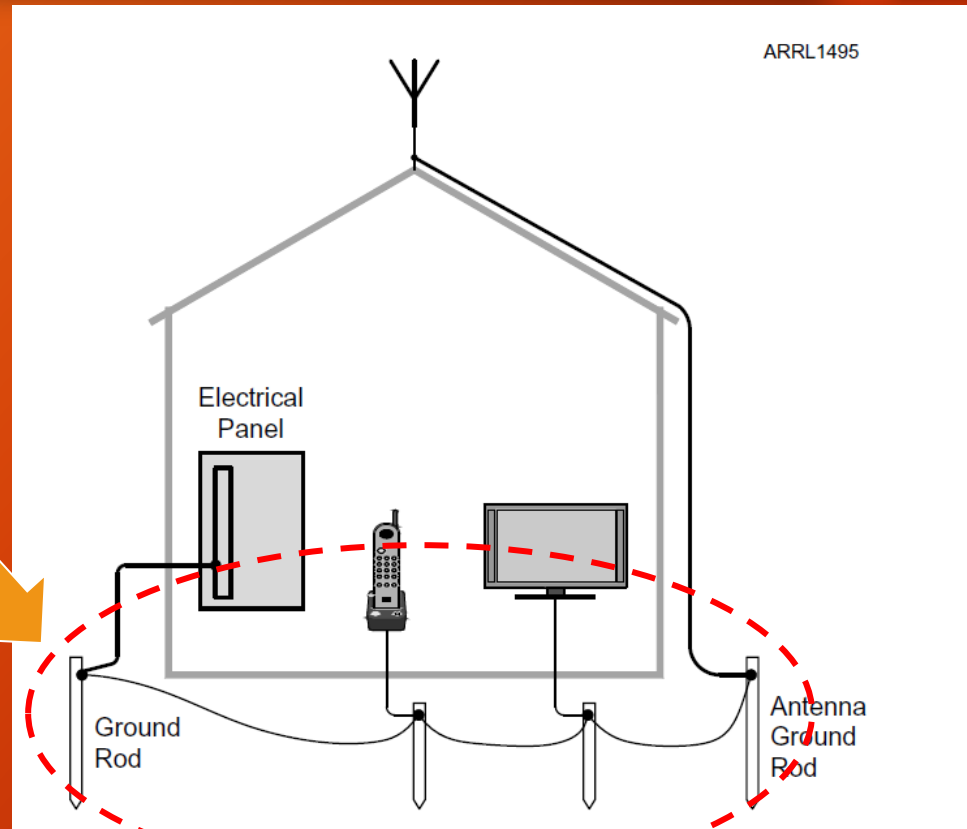 ARRL1495
Electrical
Panel
Ground
Rod
Antenna
Ground
Rod